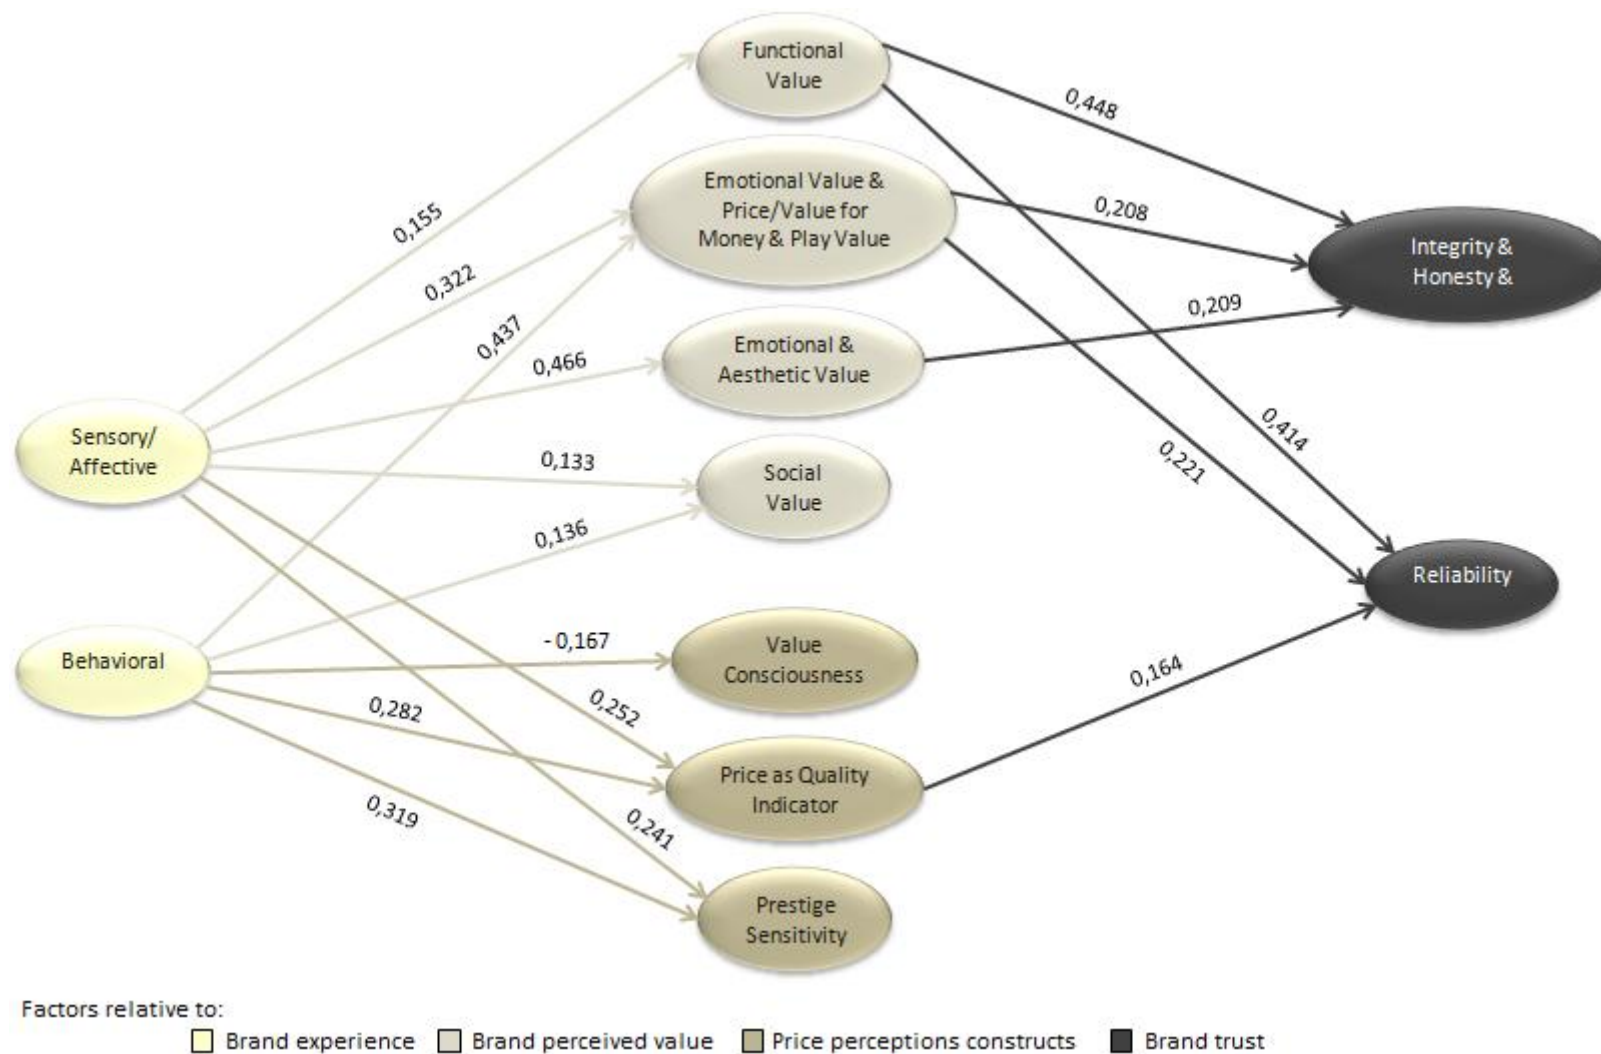 Functional
Value
0,448
Emotional Value &
Price/Value for
Money & Play Value
0,208
Integrity &
Honesty &
0,155
0,322
0,209
0,437
Emotional &
Aesthetic Value
0,466
Sensory/
Affective
0,414
0,221
0,133
Social
Value
0,136
Reliability
Behavioral
- 0,167
Value
Consciousness
0,164
0,252
0,282
Price as Quality
Indicator
0,319
0,241
Prestige
Sensitivity
Factors relative to:
Brand experience Brand perceived value Price perceptions constructs Brand trust